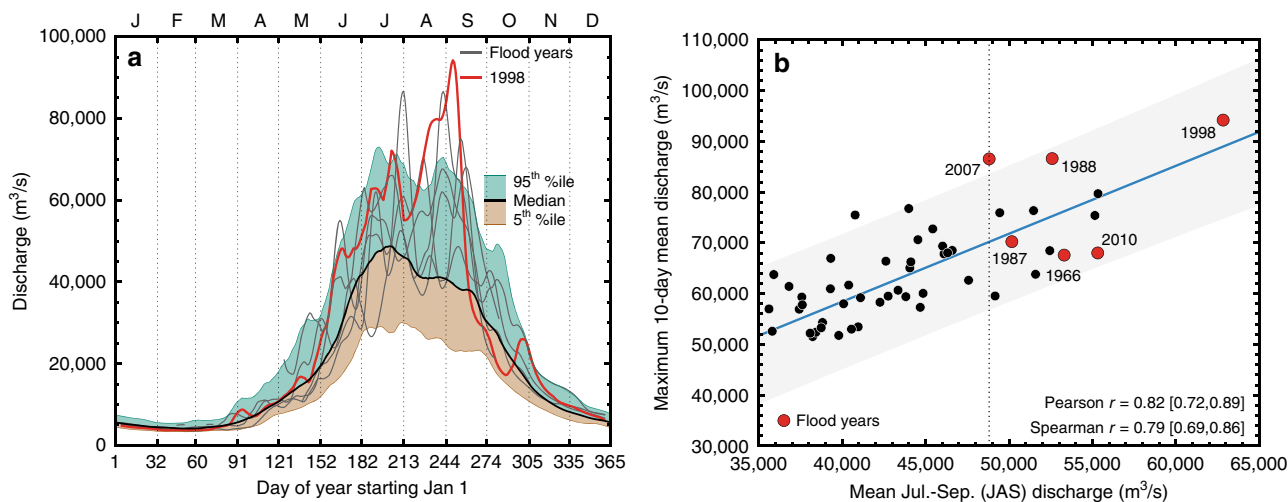 J F M A M J J A S O N D
100,000
80,000
60,000
40,000
20,000
0
Discharge (m³/s)
a
Flood years
1998
95th %ile
Median
5th %ile
1 32 60 91 121 152 182 213 244 274 305 335 365
Day of year starting Jan 1
110,000
100,000
90,000
80,000
70,000
60,000
50,000
40,000
30,000
Maximum 10-day mean discharge (m³/s)
b
1998
2007
1988
1987
2010
1966
Flood years
Pearson r = 0.82 [0.72,0.89]
Spearman r = 0.79 [0.69,0.86]
35,000 40,000 45,000 50,000 55,000 60,000 65,000
Mean Jul.-Sep. (JAS) discharge (m³/s)